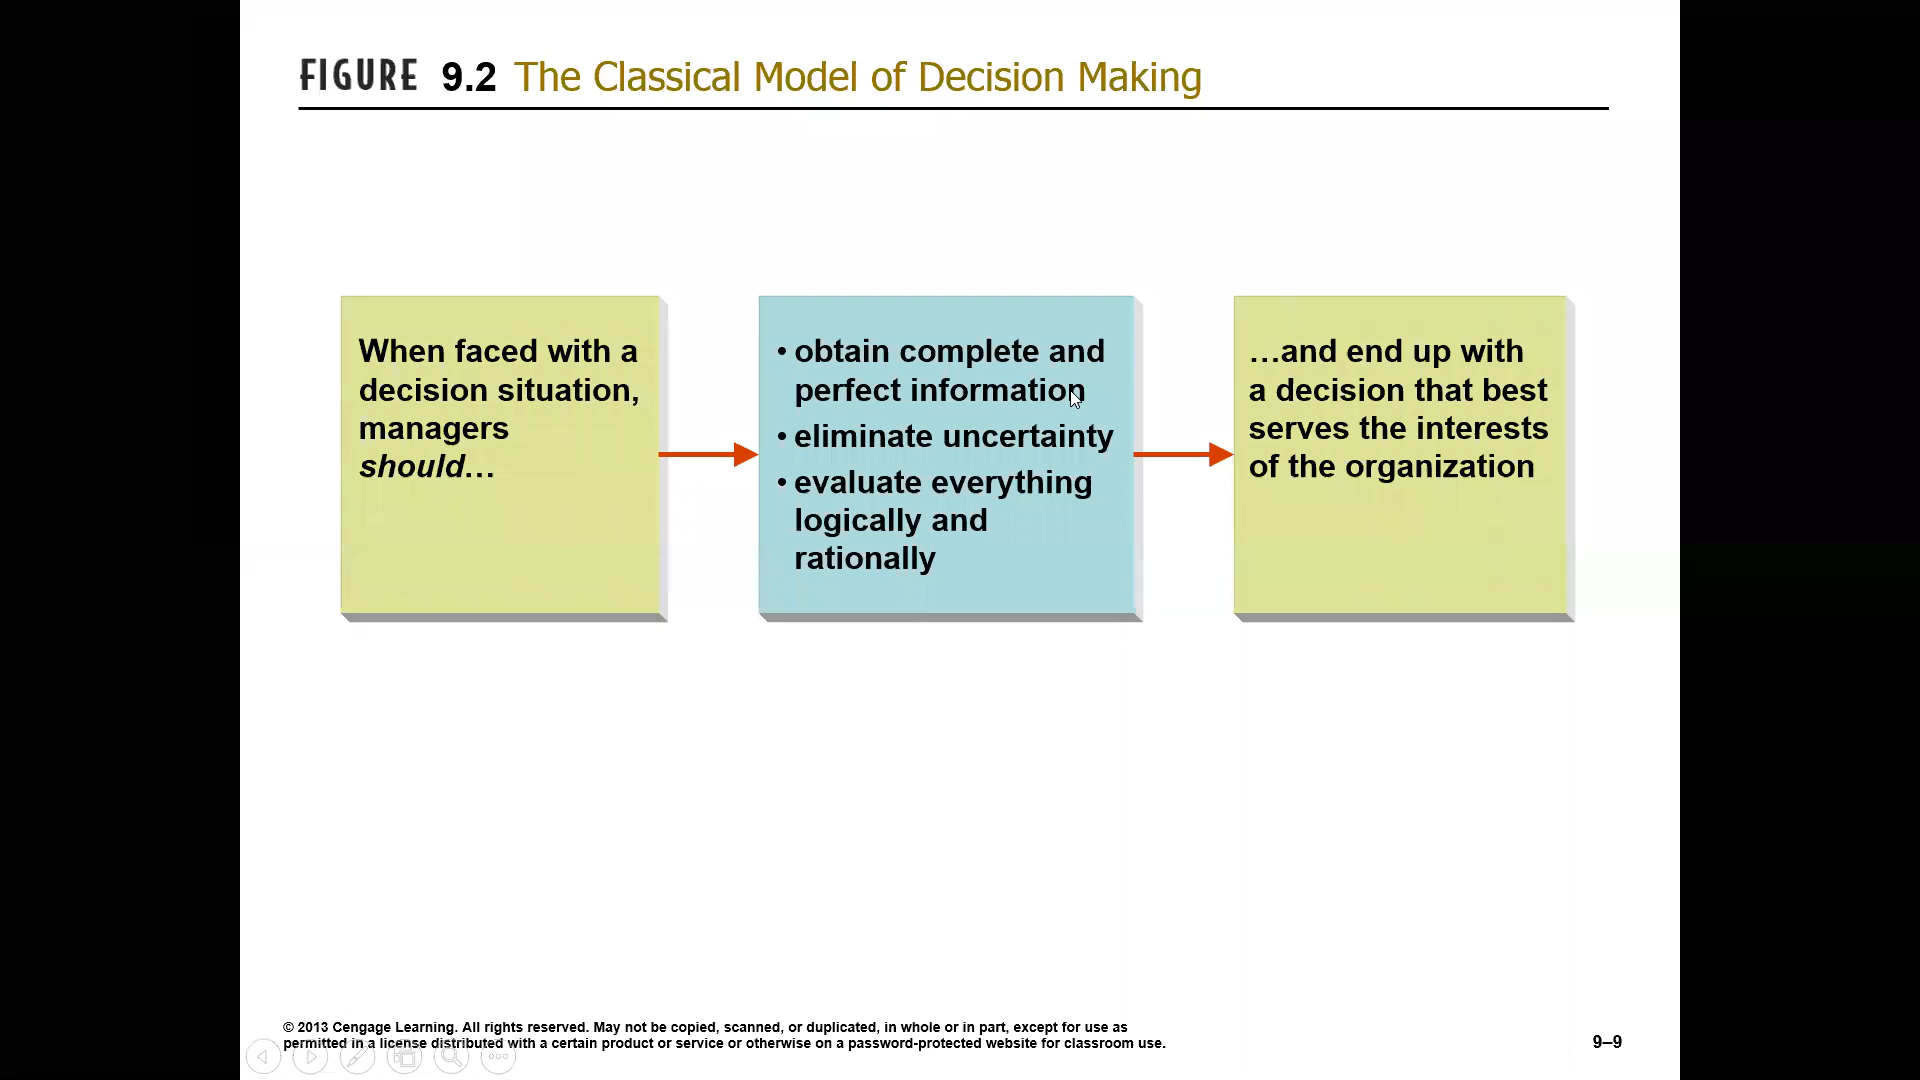 FIGURE 9.2 The Classical Model of Decision Making
When faced with a
decision situation,
managers
should…
• obtain complete and
perfect information
• eliminate uncertainty
• evaluate everything
logically and
rationally
…and end up with
a decision that best
serves the interests
of the organization
© 2013 Cengage Learning. All rights reserved. May not be copied, scanned, or duplicated, in whole or in part, except for use as
permitted in a license distributed with a certain product or service or otherwise on a password-protected website for classroom use.
9–9